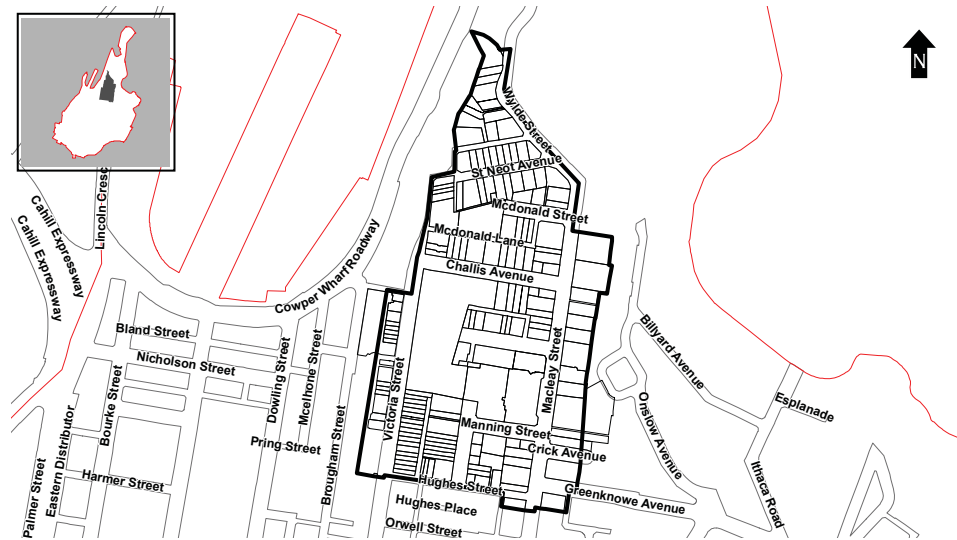 N
Wylde Street
St Neot Avenue
Lincoln Cresc
Mcdonald Street
Cahill Expressway
Cahill Expressway
Mcdonald Lane
Challis Avenue
Cowper Wharf Roadway
Bland Street
Billyard Avenue
Nicholson Street
Dowling Street
Mcelhone Street
Macleay Street
Victoria Street
Bourke Street
Esplanade
Onslow Avenue
Brougham Street
Manning Street
Pring Street
Crick Avenue
Eastern Distributor
Palmer Street
Harmer Street
Hughes Street
Greenknowe Avenue
Ithaca Road
Hughes Place
Orwell Street